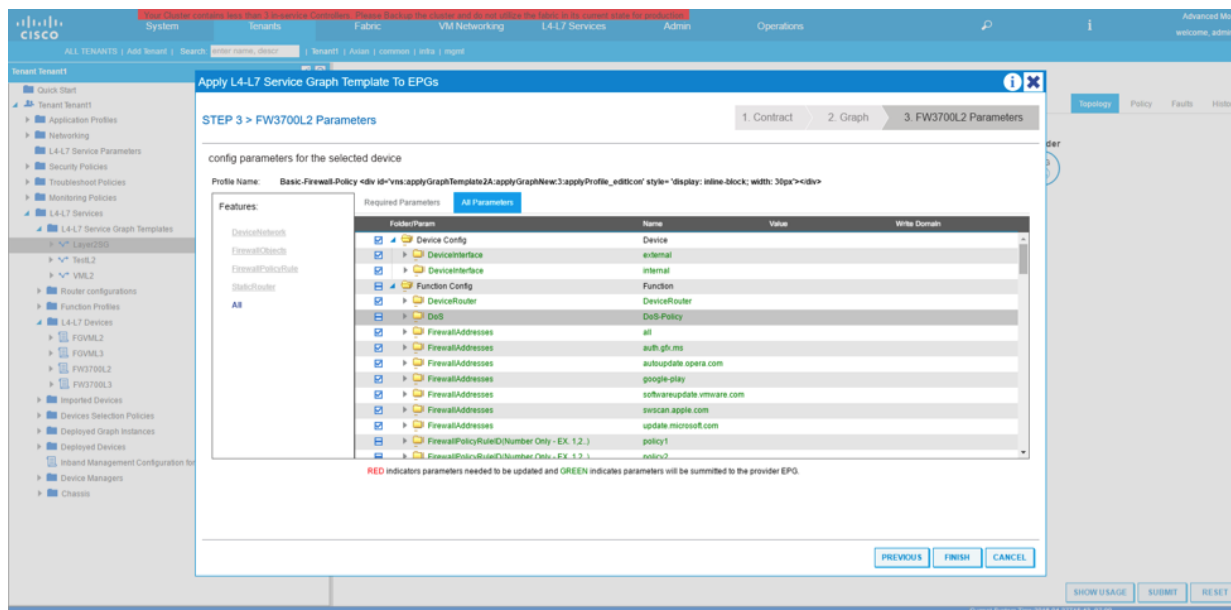 Your Cluster contains less than 3 in-service Controllers. Please Backup the cluster and do not utilize the fabric in its current state for production.
CISCO
System Tenants Fabric VM Networking L4-L7 Services Admin Operations i
Advanced Mo
welcome, admi
ALL TENANTS | Add Tenant | Search: enter name, descr | Tenant1 | Avian | common | infra | mgmt
Tenant Tenant1
Quick Start
Tenant Tenant1
Application Profiles
Networking
L4-L7 Service Parameters
Security Policies
Troubleshoot Policies
Monitoring Policies
L4-L7 Services
L4-L7 Service Graph Templates
Layer2SG
TestL2
VML2
Router configurations
Function Profiles
L4-L7 Devices
FGVML2
FGVML3
FW3700L2
FW3700L3
Imported Devices
Devices Selection Policies
Deployed Graph Instances
Deployed Devices
Inband Management Configuration for
Device Managers
Chassis
Apply L4-L7 Service Graph Template To EPGs
STEP 3 > FW3700L2 Parameters
1. Contract 2. Graph 3. FW3700L2 Parameters
config parameters for the selected device
Profile Name: Basic-Firewall-Policy <div id='vns:applyGraphTemplate2A:applyGraphNew:3:applyProfile_editIcon' style= 'display: inline-block; width: 30px'></div>
Features:
DeviceNetwork
FirewallObjects
FirewallPolicyRule
StaticRouter
All
Required Parameters All Parameters
Folder/Param Name Value Write Domain
Device Config Device
DeviceInterface external
DeviceInterface internal
Function Config Function
DeviceRouter DeviceRouter
DoS DoS-Policy
FirewallAddresses all
FirewallAddresses auth.gfx.ms
FirewallAddresses autoupdate.opera.com
FirewallAddresses google-play
FirewallAddresses softwareupdate.vmware.com
FirewallAddresses swscan.apple.com
FirewallAddresses update.microsoft.com
FirewallPolicyRuleID(Number Only - EX. 1,2..) policy1
FirewallPolicyRuleID(Number Only - EX. 1,2..) policy2
RED indicators parameters needed to be updated and GREEN indicates parameters will be summitted to the provider EPG.
PREVIOUS FINISH CANCEL
Topology Policy Faults Histo
der
SHOW USAGE SUBMIT RESET